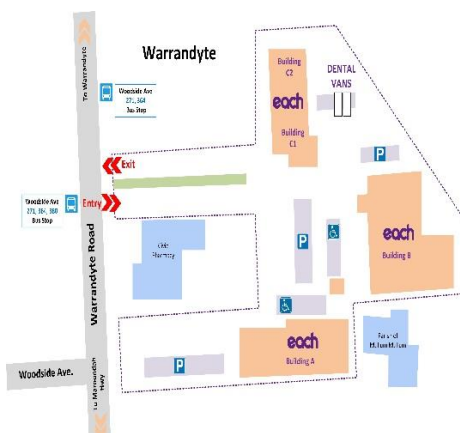 Warrandyte
To Warrandyte
Woodside Ave
271, 364
Bus Stop
Exit
Woodside Ave
271, 364, 380
Bus Stop
Entry
Warrandyte Road
Woodside Ave.
To Maroondah
Hwy
Building
C2
each
Building
C1
DENTAL
VANS
P
P
each
Building B
Pharmacy
P
each
Building A